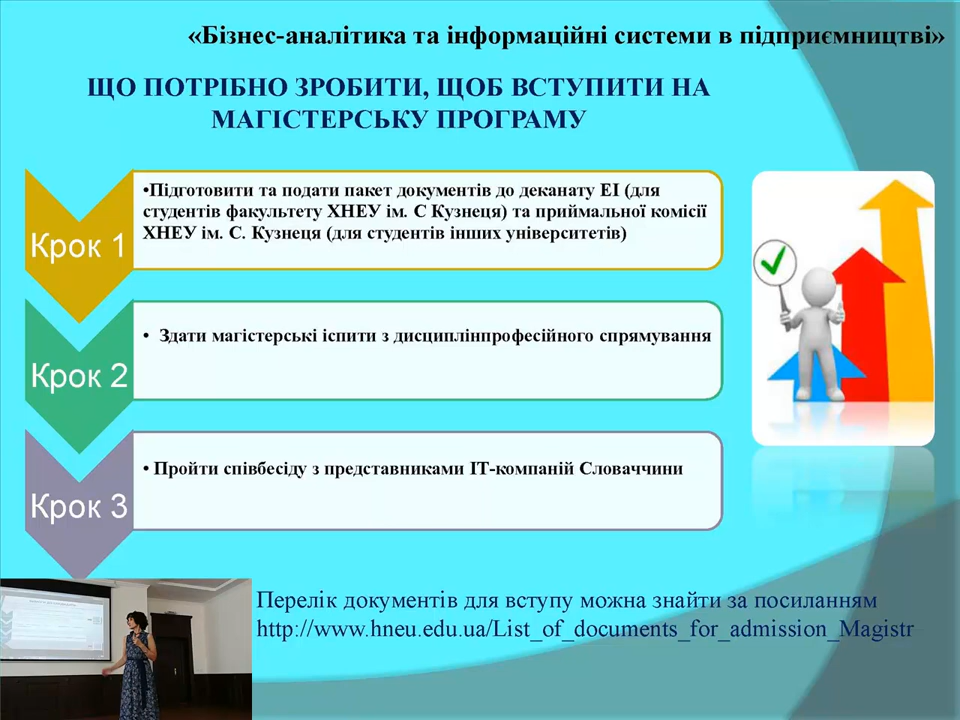 «Бізнес-аналітика та інформаційні системи в підприємництві»
ЩО ПОТРІБНО ЗРОБИТИ, ЩОБ ВСТУПИТИ НА
МАГІСТЕРСЬКУ ПРОГРАМУ
Крок 1
•Підготовити та подати пакет документів до деканату ЕІ (для
студентів факультету ХНЕУ ім. С Кузнеця) та приймальної комісії
ХНЕУ ім. С. Кузнеця (для студентів інших університетів)
Крок 2
• Здати магістерські іспити з дисциплінпрофесійного спрямування
Крок 3
• Пройти співбесіду з представниками ІТ-компаній Словаччини
Перелік документів для вступу можна знайти за посиланням
http://www.hneu.edu.ua/List_of_documents_for_admission_Magistr